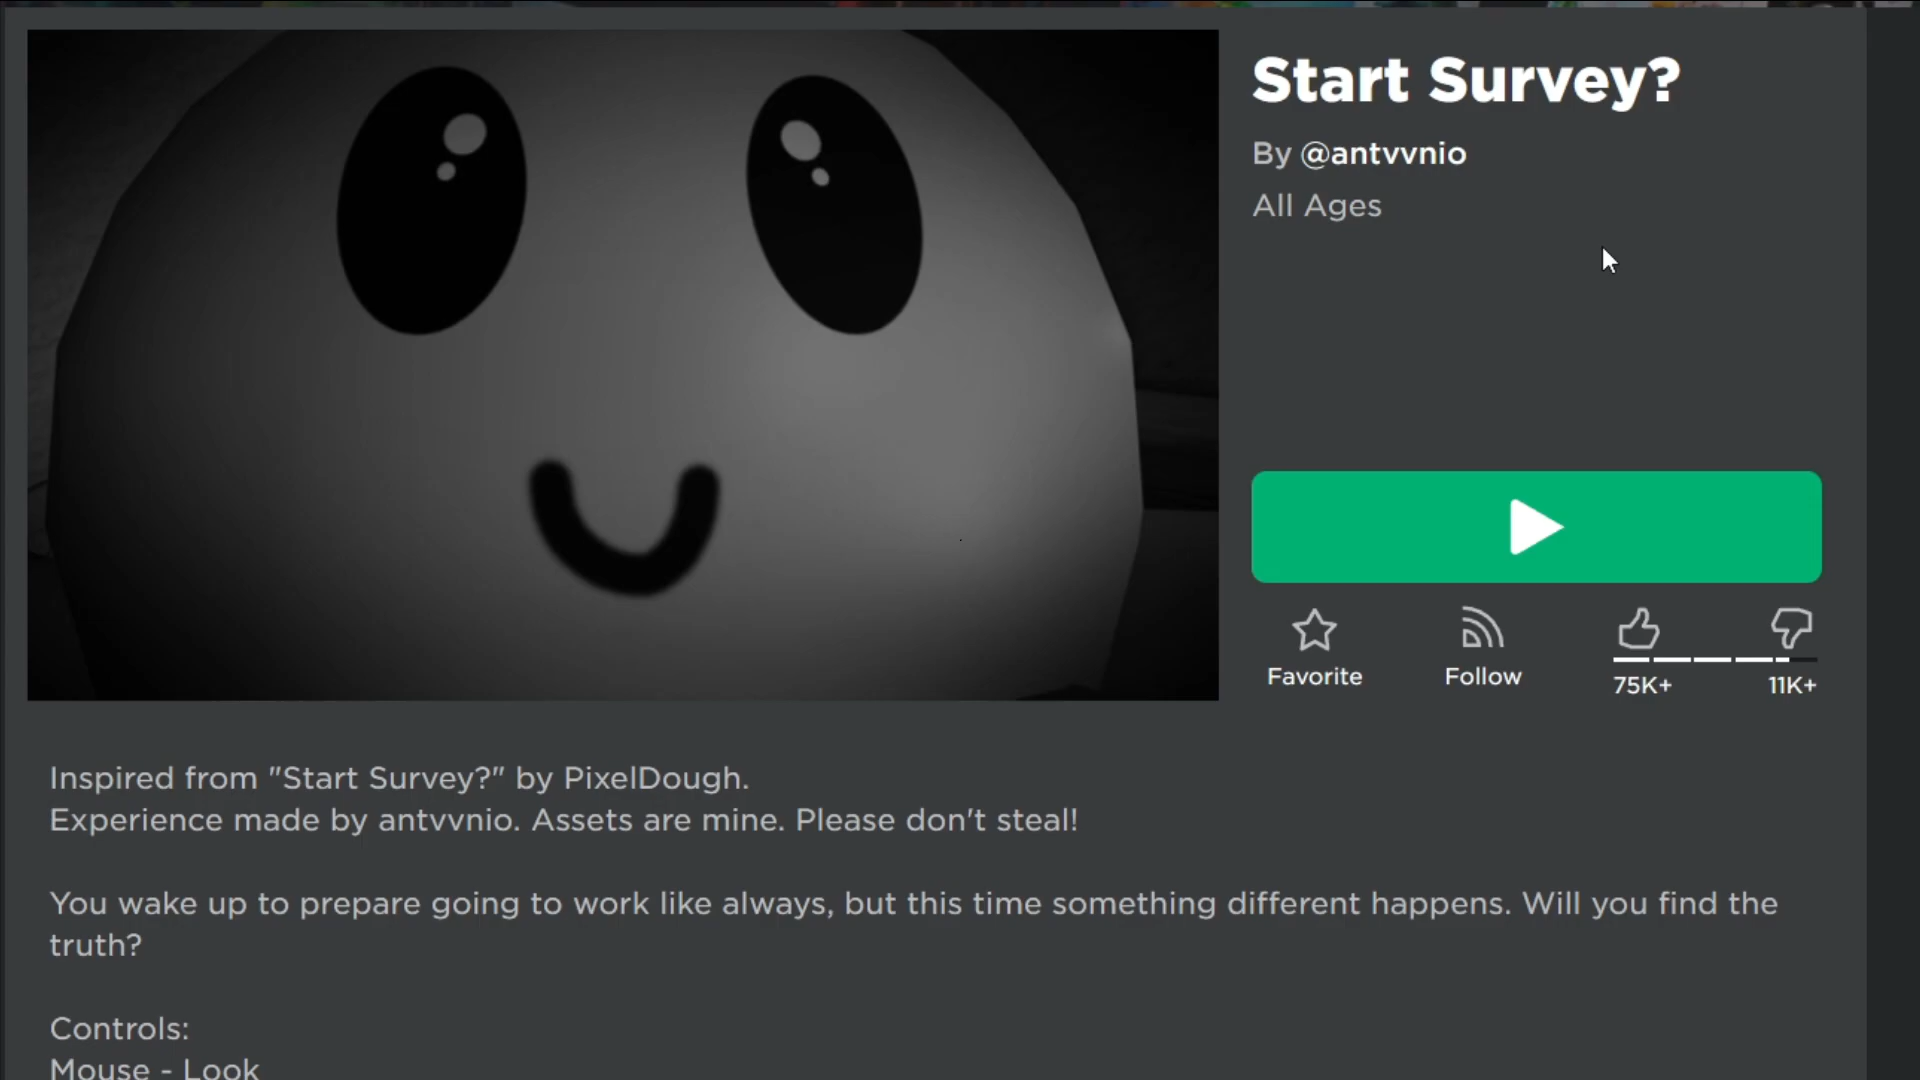 Start Survey?
By @antvvnio
All Ages
Favorite
Follow
75K+
11K+
Inspired from "Start Survey?" by PixelDough.
Experience made by antvvnio. Assets are mine. Please don't steal!
You wake up to prepare going to work like always, but this time something different happens. Will you find the
truth?
Controls:
Mouse - Look